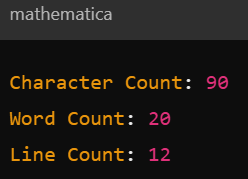 mathematica
Character Count: 90
Word Count: 20
Line Count: 12